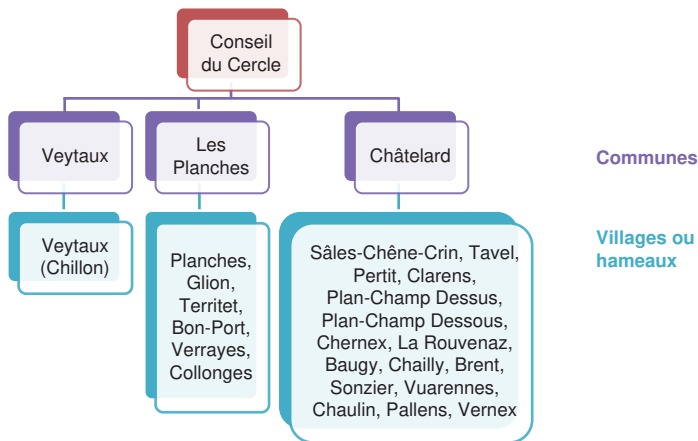 Conseil
du Cercle
Veytaux
Les
Planches
Châtelard
Communes
Veytaux
(Chillon)
Planches,
Glion,
Territet,
Bon-Port,
Verrayes,
Collonges
Sâles-Chêne-Crin, Tavel,
Pertit, Clarens,
Plan-Champ Dessus,
Plan-Champ Dessous,
Chernex, La Rouvenaz,
Baugy, Chailly, Brent,
Sonzier, Vuarennes,
Chaulin, Pallens, Vernex
Villages ou
hameaux